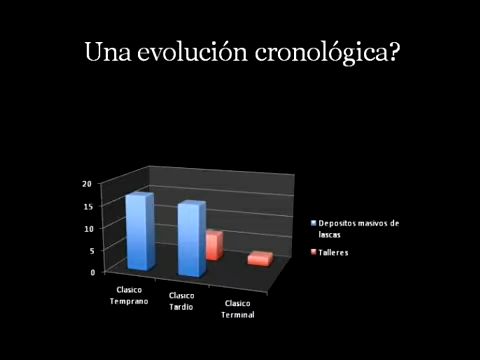 Una evolución cronológica?
20
15
10
5
0
Clasico
Temprano
Clasico
Tardio
Clasico
Terminal
Depositos masivos de
lascas
Talleres